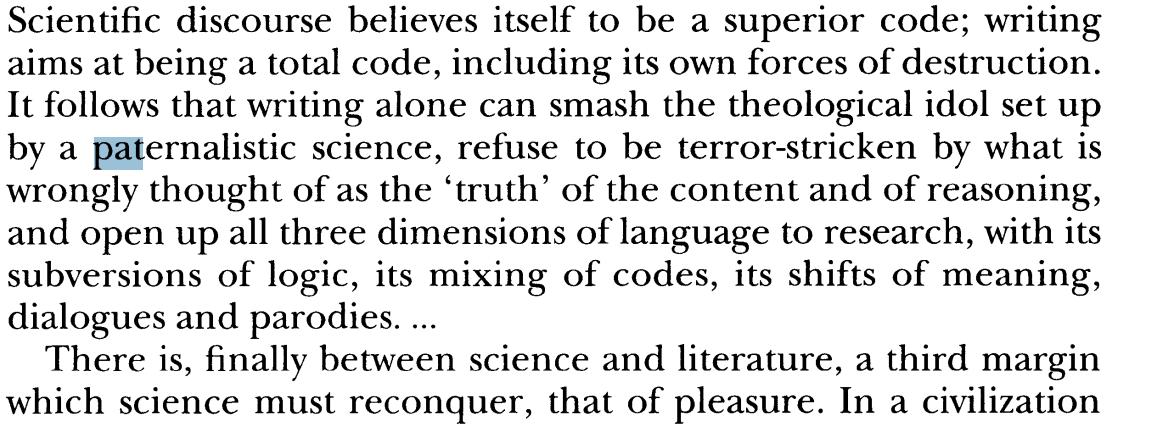 Scientific discourse believes itself to be a superior code; writing
aims at being a total code, including its own forces of destruction.
It follows that writing alone can smash the theological idol set up
by a paternalistic science, refuse to be terror-stricken by what is
wrongly thought of as the ‘truth’ of the content and of reasoning,
and open up all three dimensions of language to research, with its
subversions of logic, its mixing of codes, its shifts of meaning,
dialogues and parodies. ...
There is, finally between science and literature, a third margin
which science must reconquer, that of pleasure. In a civilization